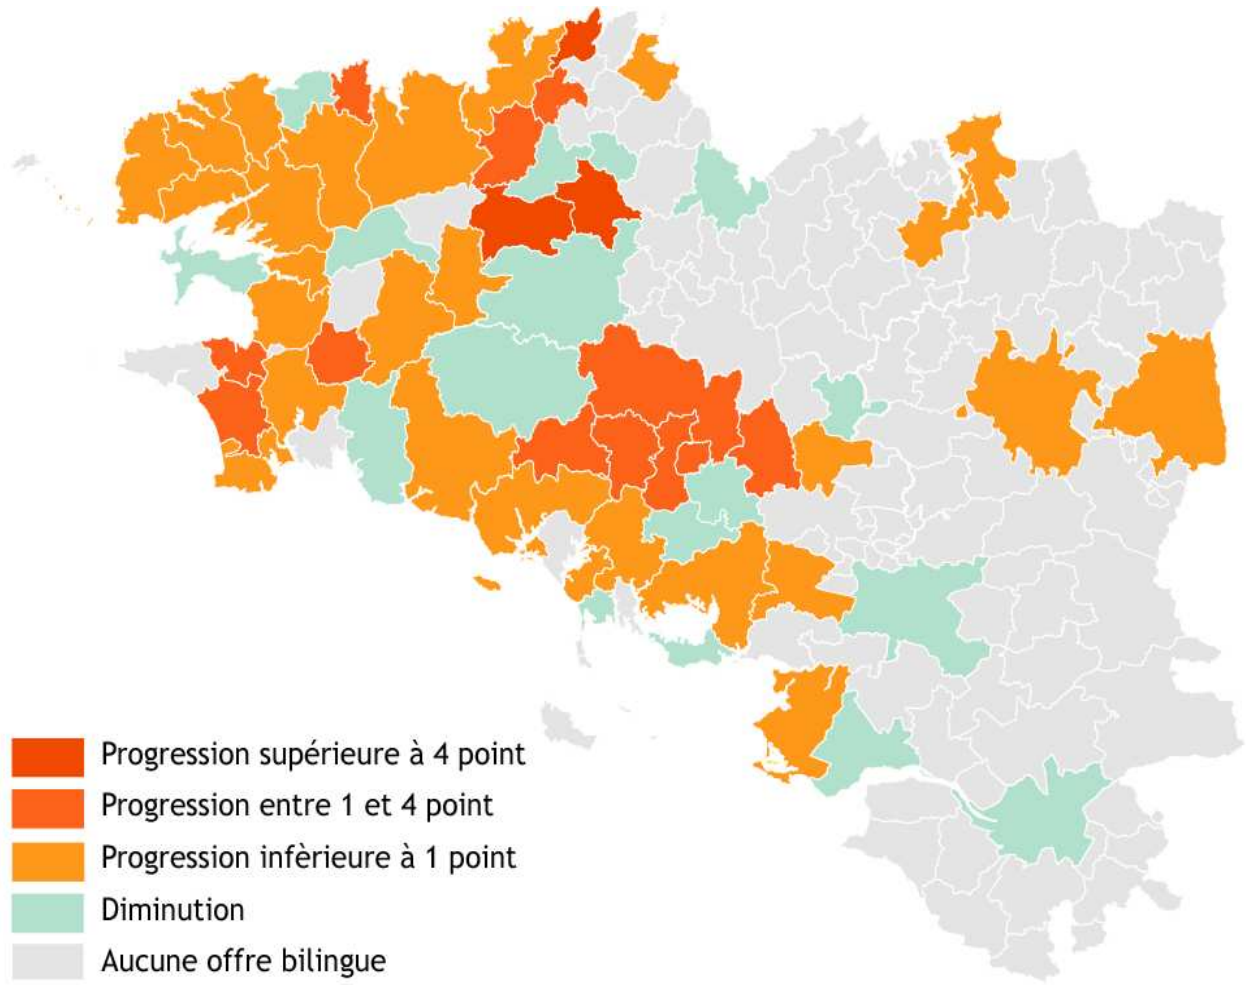 Progression supérieure à 4 point
Progression entre 1 et 4 point
Progression infèrieure à 1 point
Diminution
Aucune offre bilingue